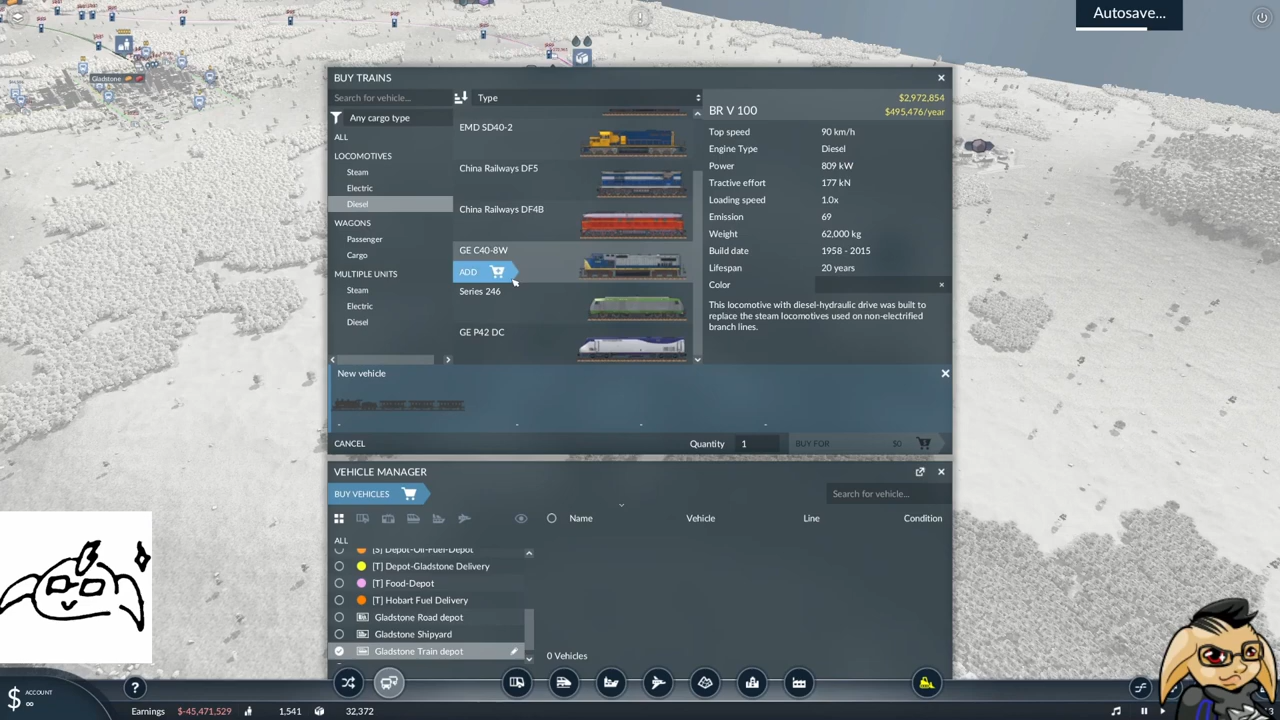 Autosave...
Gladstone
BUY TRAINS
Search for vehicle...
Type
Any cargo type
ALL
LOCOMOTIVES
Steam
Electric
Diesel
WAGONS
Passenger
Cargo
MULTIPLE UNITS
Steam
Electric
Diesel
EMD SD40-2
China Railways DF5
China Railways DF4B
GE C40-8W
ADD
Series 246
GE P42 DC
$2,972,854
BR V 100
$495,476/year
Top speed 90 km/h
Engine Type Diesel
Power 809 kW
Tractive effort 177 kN
Loading speed 1.0x
Emission 69
Weight 62,000 kg
Build date 1958 - 2015
Lifespan 20 years
Color
This locomotive with diesel-hydraulic drive was built to
replace the steam locomotives used on non-electrified
branch lines.
New vehicle
CANCEL
Quantity 1
BUY FOR $0
VEHICLE MANAGER
BUY VEHICLES
Search for vehicle...
Name Vehicle Line Condition
ALL
[S] Depot-Oil-Fuel-Depot
[T] Depot-Gladstone Delivery
[T] Food-Depot
[T] Hobart Fuel Delivery
Gladstone Road depot
Gladstone Shipyard
Gladstone Train depot
0 Vehicles
$ ACCOUNT
∞
?
Earnings $-45,471,529 1,541 32,372